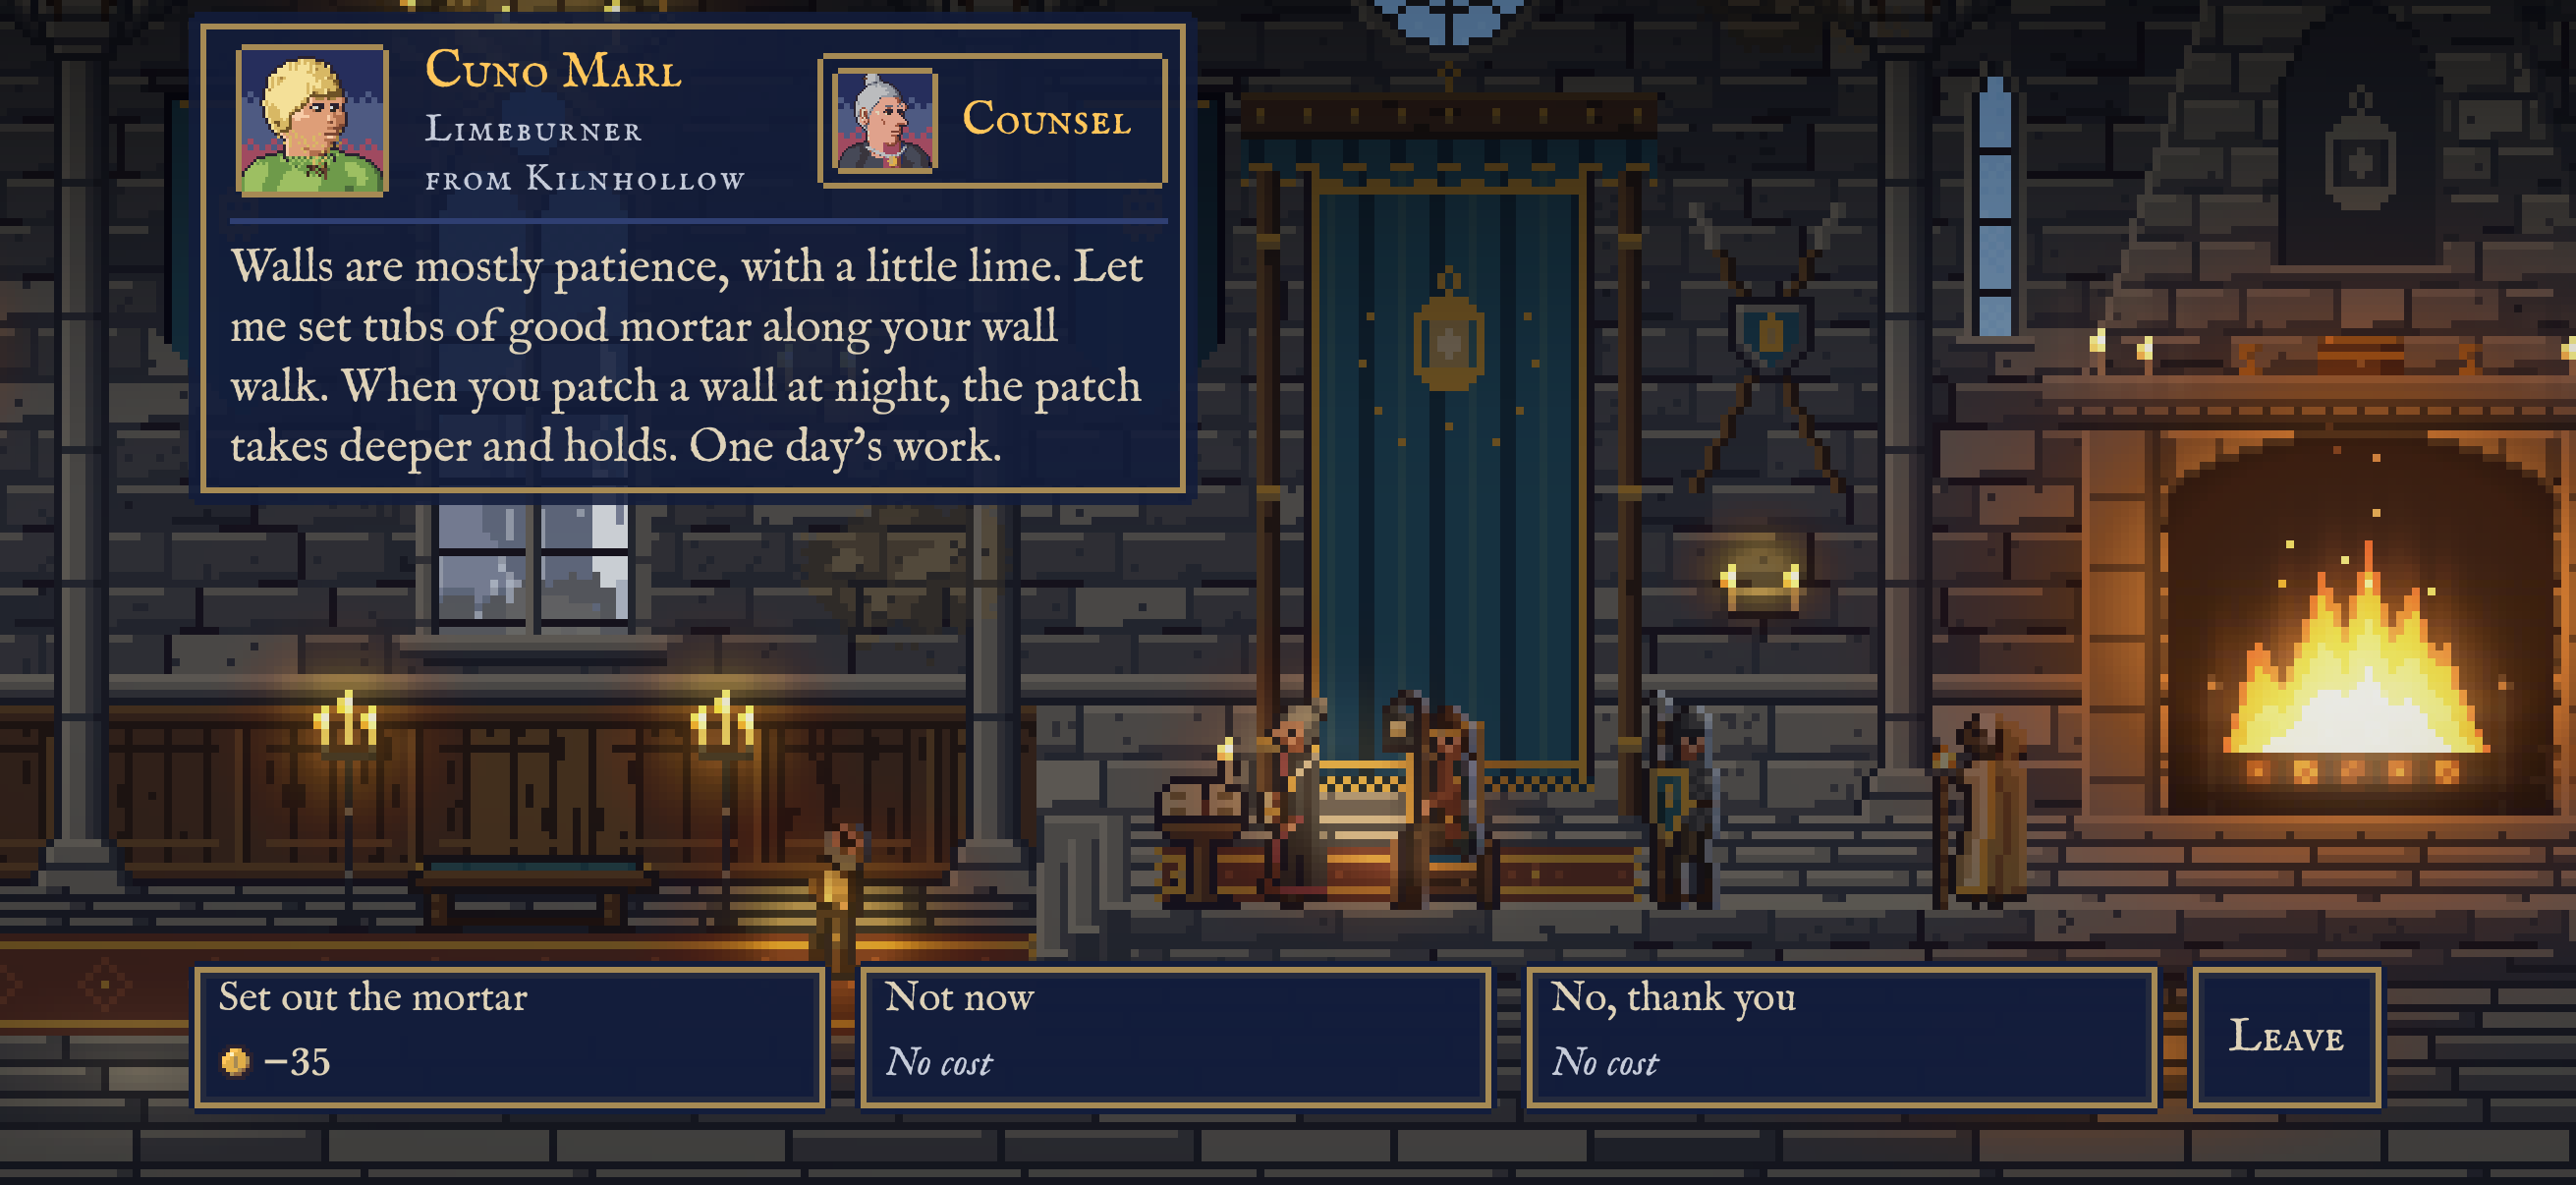 Cuno Marl
Limeburner
from Kilnhollow
Counsel
Walls are mostly patience, with a little lime. Let
me set tubs of good mortar along your wall
walk. When you patch a wall at night, the patch
takes deeper and holds. One day’s work.
Set out the mortar
−35
Not now
No cost
No, thank you
No cost
Leave